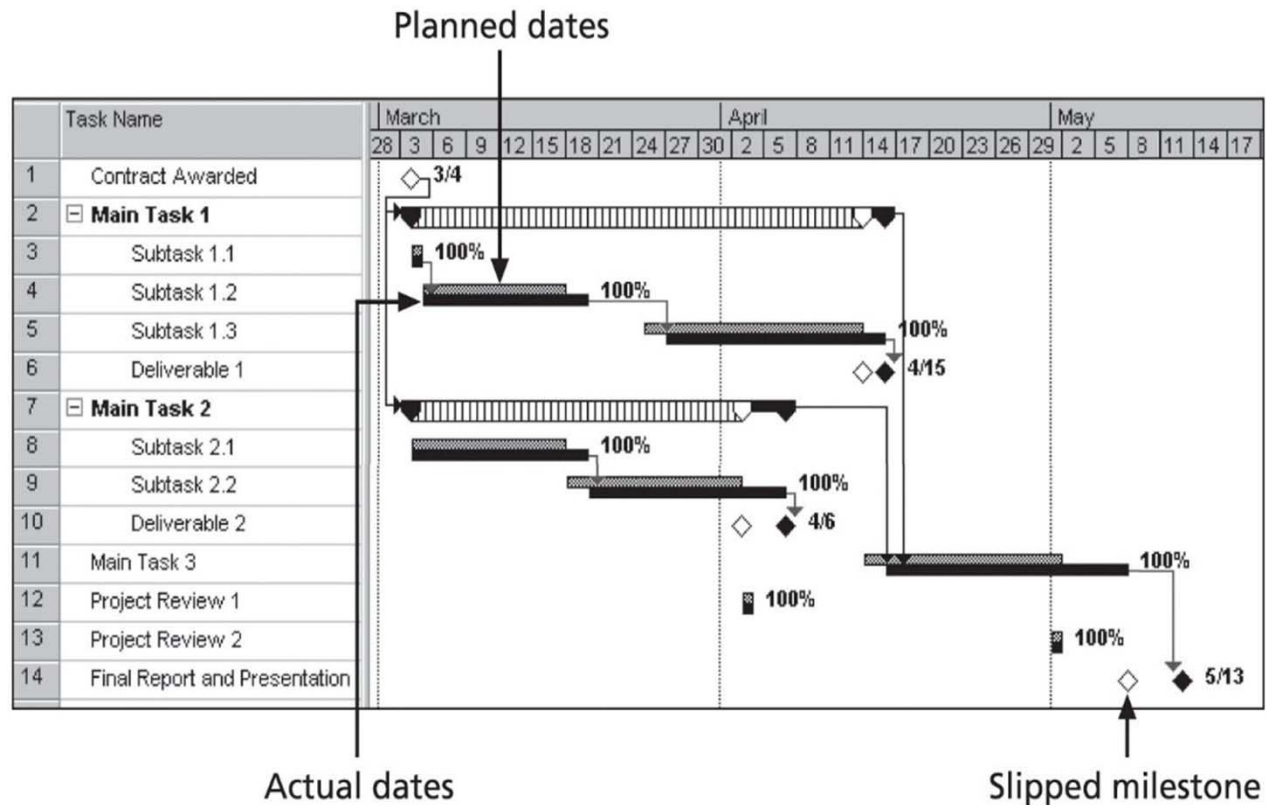 Planned dates
Task Name March April May
28 3 6 9 12 15 18 21 24 27 30 2 5 8 11 14 17 20 23 26 29 2 5 8 11 14 17
1 Contract Awarded 3/4
2 Main Task 1
3 Subtask 1.1 100%
4 Subtask 1.2 100%
5 Subtask 1.3 100%
6 Deliverable 1 4/15
7 Main Task 2
8 Subtask 2.1 100%
9 Subtask 2.2 100%
10 Deliverable 2 4/6
11 Main Task 3 100%
12 Project Review 1 100%
13 Project Review 2 100%
14 Final Report and Presentation 5/13
Actual dates Slipped milestone